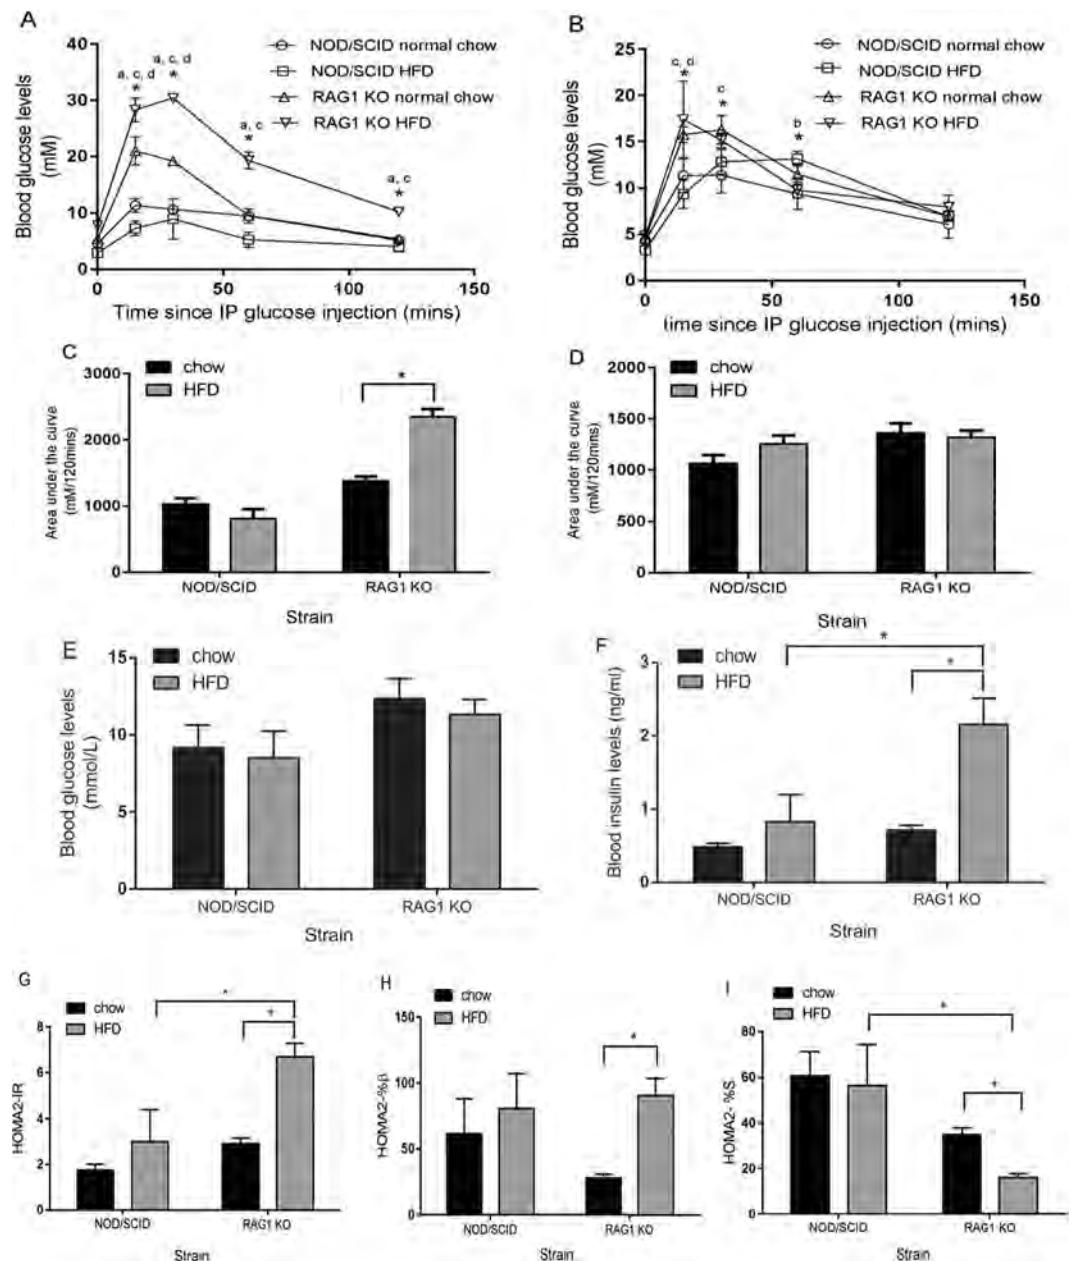 A
NOD/SCID normal chow
NOD/SCID HFD
RAG1 KO normal chow
RAG1 KO HFD
Blood glucose levels
(mM)
40
30
20
10
0
a, c, d
*
a, c, d
*
a, c
*
a, c
*
0
50
100
150
Time since IP glucose injection (mins)
B
NOD/SCID normal chow
NOD/SCID HFD
RAG1 KO normal chow
RAG1 KO HFD
Blood glucose levels
(mM)
25
20
15
10
5
0
c, d
*
c
*
b
*
0
50
100
150
time since IP glucose injection (mins)
C
chow
HFD
Area under the curve
(mM/120mins)
3000
2000
1000
0
*
NOD/SCID
RAG1 KO
Strain
D
chow
HFD
Area under the curve
(mM/120mins)
2000
1500
1000
500
0
NOD/SCID
RAG1 KO
Strain
E
chow
HFD
Blood glucose levels
(mmol/L)
15
10
5
0
NOD/SCID
RAG1 KO
Strain
F
chow
HFD
Blood insulin levels (ng/ml)
3
2
1
0
*
*
NOD/SCID
RAG1 KO
Strain
G
chow
HFD
HOMA2-IR
8
6
4
2
0
*
+
NOD/SCID
RAG1 KO
Strain
H
chow
HFD
HOMA2-%β
150
100
50
0
*
NOD/SCID
RAG1 KO
Strain
I
chow
HFD
HOMA2- %S
80
60
40
20
0
+
+
NOD/SCID
RAG1 KO
Strain